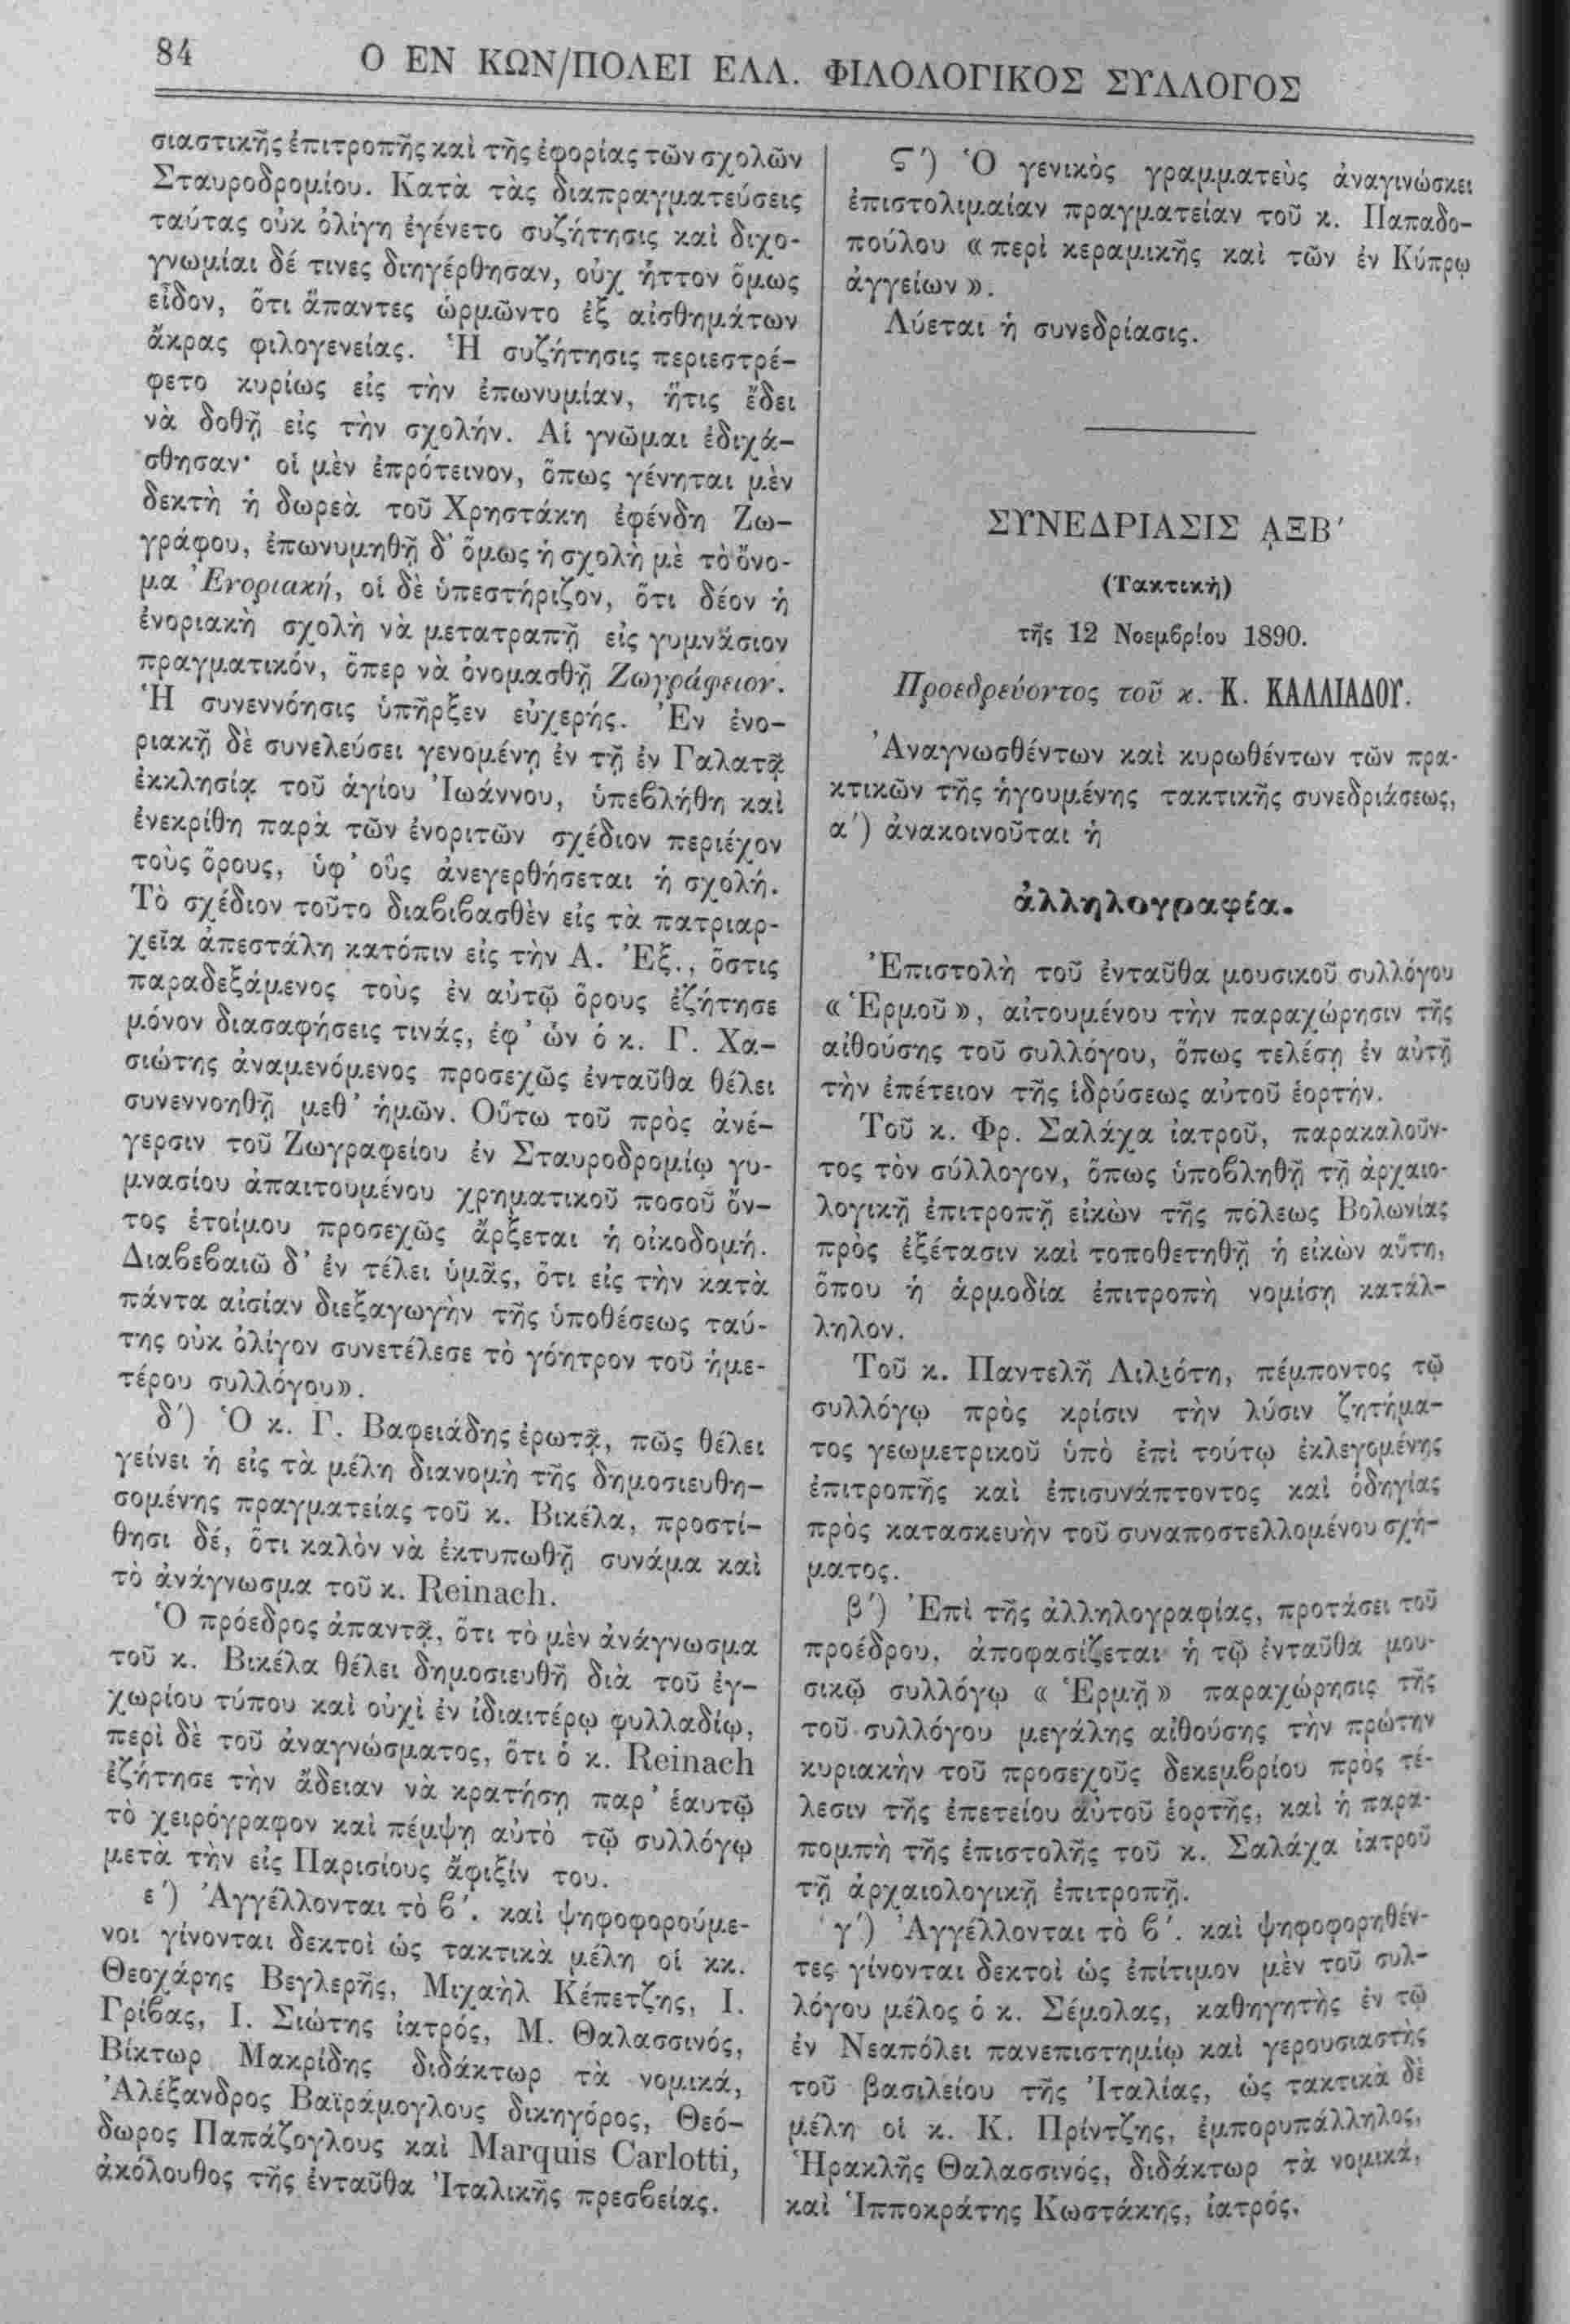 84
Ο ΕΝ ΚΩΝ/ΠΟΛΕΙ ΕΛΛ. ΦΙΛΟΛΟΓΙΚΟΣ ΣΥΛΛΟΓΟΣ
σιαστικῆς ἐπιτροπῆς καὶ τῆς ἐφορίας τῶν σχολῶν
Σταυροδρομίου. Κατὰ τὰς διαπραγματεύσεις
ταύτας οὐκ ὀλίγη ἐγένετο συζήτησις καὶ διχο-
γνωμίαι δέ τινες διηγέρθησαν, οὐχ ἧττον ὅμως
εἶδον, ὅτι ἅπαντες ὡρμῶντο ἐξ αἰσθημάτων
ἄκρας φιλογενείας. Ἡ συζήτησις περιεστρέ-
φετο κυρίως εἰς τὴν ἐπωνυμίαν, ἥτις ἔδει
νὰ δοθῇ εἰς τὴν σχολήν. Αἱ γνῶμαι ἐδιχά-
σθησαν· οἱ μὲν ἐπρότεινον, ὅπως γένηται μὲν
δεκτὴ ἡ δωρεὰ τοῦ Χρηστάκη ἐφένδη Ζω-
γράφου, ἐπωνυμηθῇ δ' ὅμως ἡ σχολὴ μὲ τὸ ὄνο-
μα Ἐνοριακή, οἱ δὲ ὑπεστήριζον, ὅτι δέον ἡ
ἐνοριακὴ σχολὴ νὰ μετατραπῇ εἰς γυμνάσιον
πραγματικόν, ὅπερ νὰ ὀνομασθῇ Ζωγράφειον.
Ἡ συνεννόησις ὑπῆρξεν εὐχερής. Ἐν ἐνο-
ριακῇ δὲ συνελεύσει γενομένῃ ἐν τῇ ἐν Γαλατᾷ
ἐκκλησίᾳ τοῦ ἁγίου Ἰωάννου, ὑπεβλήθη καὶ
ἐνεκρίθη παρὰ τῶν ἐνοριτῶν σχέδιον περιέχον
τοὺς ὅρους, ὑφ' οὓς ἀνεγερθήσεται ἡ σχολή.
Τὸ σχέδιον τοῦτο διαβιβασθὲν εἰς τὰ πατριαρ-
χεῖα ἀπεστάλη κατόπιν εἰς τὴν Α. Ἐξ., ὅστις
παραδεξάμενος τοὺς ἐν αὐτῷ ὅρους ἐζήτησε
μόνον διασαφήσεις τινάς, ἐφ' ὧν ὁ κ. Γ. Χα-
σιώτης ἀναμενόμενος προσεχῶς ἐνταῦθα θέλει
συνεννοηθῇ μεθ' ἡμῶν. Οὕτω τοῦ πρὸς ἀνέ-
γερσιν τοῦ Ζωγραφείου ἐν Σταυροδρομίῳ γυ-
μνασίου ἀπαιτουμένου χρηματικοῦ ποσοῦ ὄν-
τος ἑτοίμου προσεχῶς ἄρξεται ἡ οἰκοδομή.
Διαβεβαιῶ δ' ἐν τέλει ὑμᾶς, ὅτι εἰς τὴν κατὰ
πάντα αἰσίαν διεξαγωγὴν τῆς ὑποθέσεως ταύ-
της οὐκ ὀλίγον συνετέλεσε τὸ γόητρον τοῦ ἡμε-
τέρου συλλόγου».
δ') Ὁ κ. Γ. Βαφειάδης ἐρωτᾷ, πῶς θέλει
γείνει ἡ εἰς τὰ μέλη διανομὴ τῆς δημοσιευθη-
σομένης πραγματείας τοῦ κ. Βικέλα, προστί-
θησι δέ, ὅτι καλὸν νὰ ἐκτυπωθῇ συνάμα καὶ
τὸ ἀνάγνωσμα τοῦ κ. Reinach.
Ὁ πρόεδρος ἀπαντᾷ, ὅτι τὸ μὲν ἀνάγνωσμα
τοῦ κ. Βικέλα θέλει δημοσιευθῆ διὰ τοῦ ἐγ-
χωρίου τύπου καὶ οὐχὶ ἐν ἰδιαιτέρῳ φυλλαδίῳ,
περὶ δὲ τοῦ ἀναγνώσματος, ὅτι ὁ κ. Reinach
ἐζήτησε τὴν ἄδειαν νὰ κρατήσῃ παρ' ἑαυτῷ
τὸ χειρόγραφον καὶ πέμψῃ αὐτὸ τῷ συλλόγῳ
μετὰ τὴν εἰς Παρισίους ἄφιξίν του.
ε') Ἀγγέλλονται τὸ β'. καὶ ψηφοφορούμε-
νοι γίνονται δεκτοὶ ὡς τακτικὰ μέλη οἱ κκ.
Θεοχάρης Βεγλερῆς, Μιχαὴλ Κέπετζης, Ι.
Γρίβας, Ι. Σιώτης ἰατρός, Μ. Θαλασσινός,
Βίκτωρ Μακρίδης διδάκτωρ τὰ νομικά,
Ἀλέξανδρος Βαϊράμογλους δικηγόρος, Θεό-
δωρος Παπάζογλους καὶ Marquis Carlotti,
ἀκόλουθος τῆς ἐνταῦθα Ἰταλικῆς πρεσβείας.
Ϛ') Ὁ γενικὸς γραμματεὺς ἀναγινώσκει
ἐπιστολιμαίαν πραγματείαν τοῦ κ. Παπαδο-
πούλου « περὶ κεραμικῆς καὶ τῶν ἐν Κύπρῳ
ἀγγείων ».
Λύεται ἡ συνεδρίασις.
ΣΥΝΕΔΡΙΑΣΙΣ ͵ΑΞΒ'
(Τακτικὴ)
τῆς 12 Νοεμβρίου 1890.
Προεδρεύοντος τοῦ κ. Κ. ΚΑΛΛΙΑΔΟΥ.
Ἀναγνωσθέντων καὶ κυρωθέντων τῶν πρα-
κτικῶν τῆς ἡγουμένης τακτικῆς συνεδριάσεως,
α') ἀνακοινοῦται ἡ
ἀλληλογραφία.
Ἐπιστολὴ τοῦ ἐνταῦθα μουσικοῦ συλλόγου
« Ἑρμοῦ», αἰτουμένου τὴν παραχώρησιν τῆς
αἰθούσης τοῦ συλλόγου, ὅπως τελέσῃ ἐν αὐτῇ
τὴν ἐπέτειον τῆς ἱδρύσεως αὐτοῦ ἑορτήν.
Τοῦ κ. Φρ. Σαλάχα ἰατροῦ, παρακαλοῦν-
τος τὸν σύλλογον, ὅπως ὑποβληθῇ τῇ ἀρχαιο-
λογικῇ ἐπιτροπῇ εἰκὼν τῆς πόλεως Βολωνίας
πρὸς ἐξέτασιν καὶ τοποθετηθῇ ἡ εἰκὼν αὕτη,
ὅπου ἡ ἁρμοδία ἐπιτροπὴ νομίσῃ κατάλ-
ληλον.
Τοῦ κ. Παντελῆ Λιλιότη, πέμποντος τῷ
συλλόγῳ πρὸς κρίσιν τὴν λύσιν ζητήμα-
τος γεωμετρικοῦ ὑπὸ ἐπὶ τούτῳ ἐκλεγομένης
ἐπιτροπῆς καὶ ἐπισυνάπτοντος καὶ ὁδηγίας
πρὸς κατασκευὴν τοῦ συναποστελλομένου σχή-
ματος.
β') Ἐπὶ τῆς ἀλληλογραφίας, προτάσει τοῦ
προέδρου, ἀποφασίζεται ἡ τῷ ἐνταῦθα μου-
σικῷ συλλόγῳ « Ἑρμῇ» παραχώρησις τῆς
τοῦ συλλόγου μεγάλης αἰθούσης τὴν πρώτην
κυριακὴν τοῦ προσεχοῦς δεκεμβρίου πρὸς τέ-
λεσιν τῆς ἐπετείου αὐτοῦ ἑορτῆς, καὶ ἡ παρα-
πομπὴ τῆς ἐπιστολῆς τοῦ κ. Σαλάχα ἰατροῦ
τῇ ἀρχαιολογικῇ ἐπιτροπῇ.
γ') Ἀγγέλλονται τὸ β'. καὶ ψηφοφορηθέν-
τες γίνονται δεκτοὶ ὡς ἐπίτιμον μὲν τοῦ συλ-
λόγου μέλος ὁ κ. Σέμολας, καθηγητὴς ἐν τῷ
ἐν Νεαπόλει πανεπιστημίῳ καὶ γερουσιαστὴς
τοῦ βασιλείου τῆς Ἰταλίας, ὡς τακτικὰ δὲ
μέλη οἱ κ. Κ. Πρίντζης, ἐμπορυπάλληλος,
Ἡρακλῆς Θαλασσινός, διδάκτωρ τὰ νομικά,
καὶ Ἱπποκράτης Κωστάκης, ἰατρός.